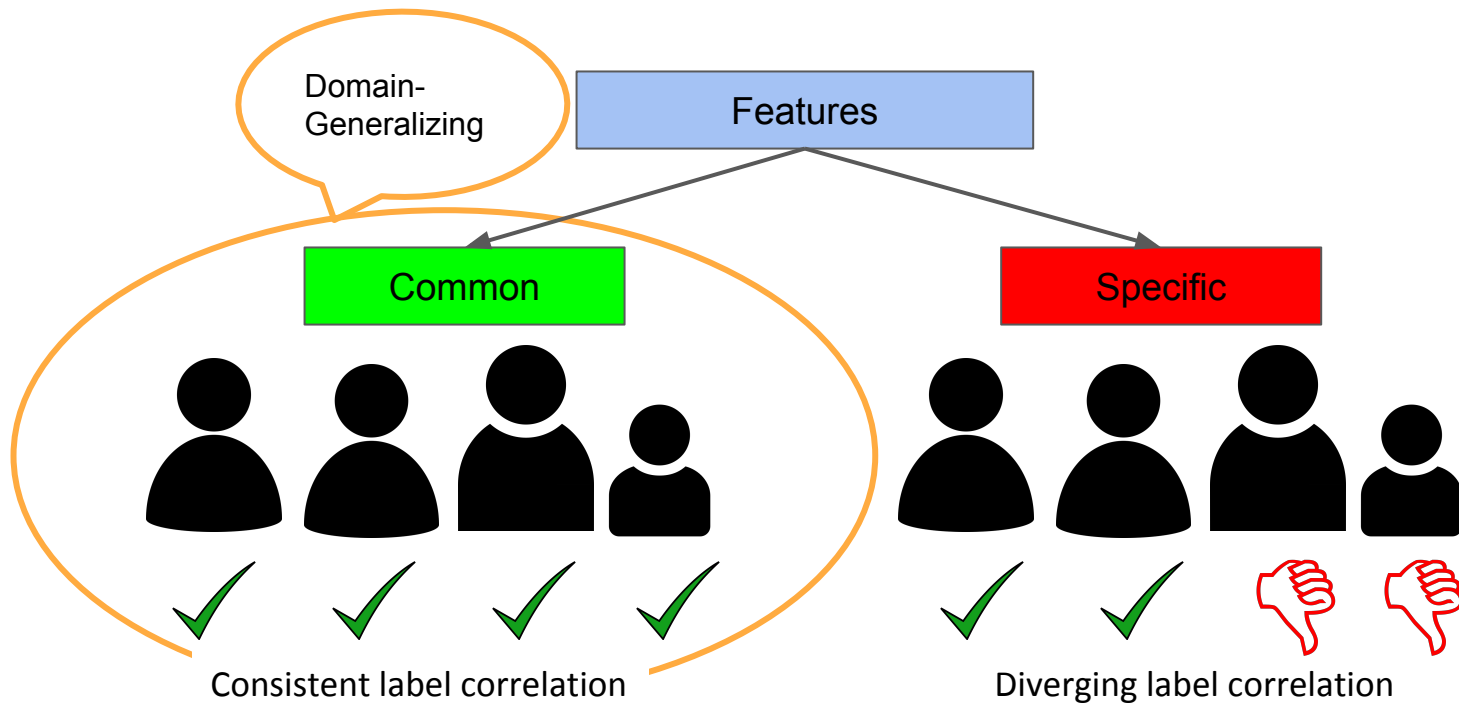 Domain-
Generalizing
Features
Common
Specific
Consistent label correlation
Diverging label correlation